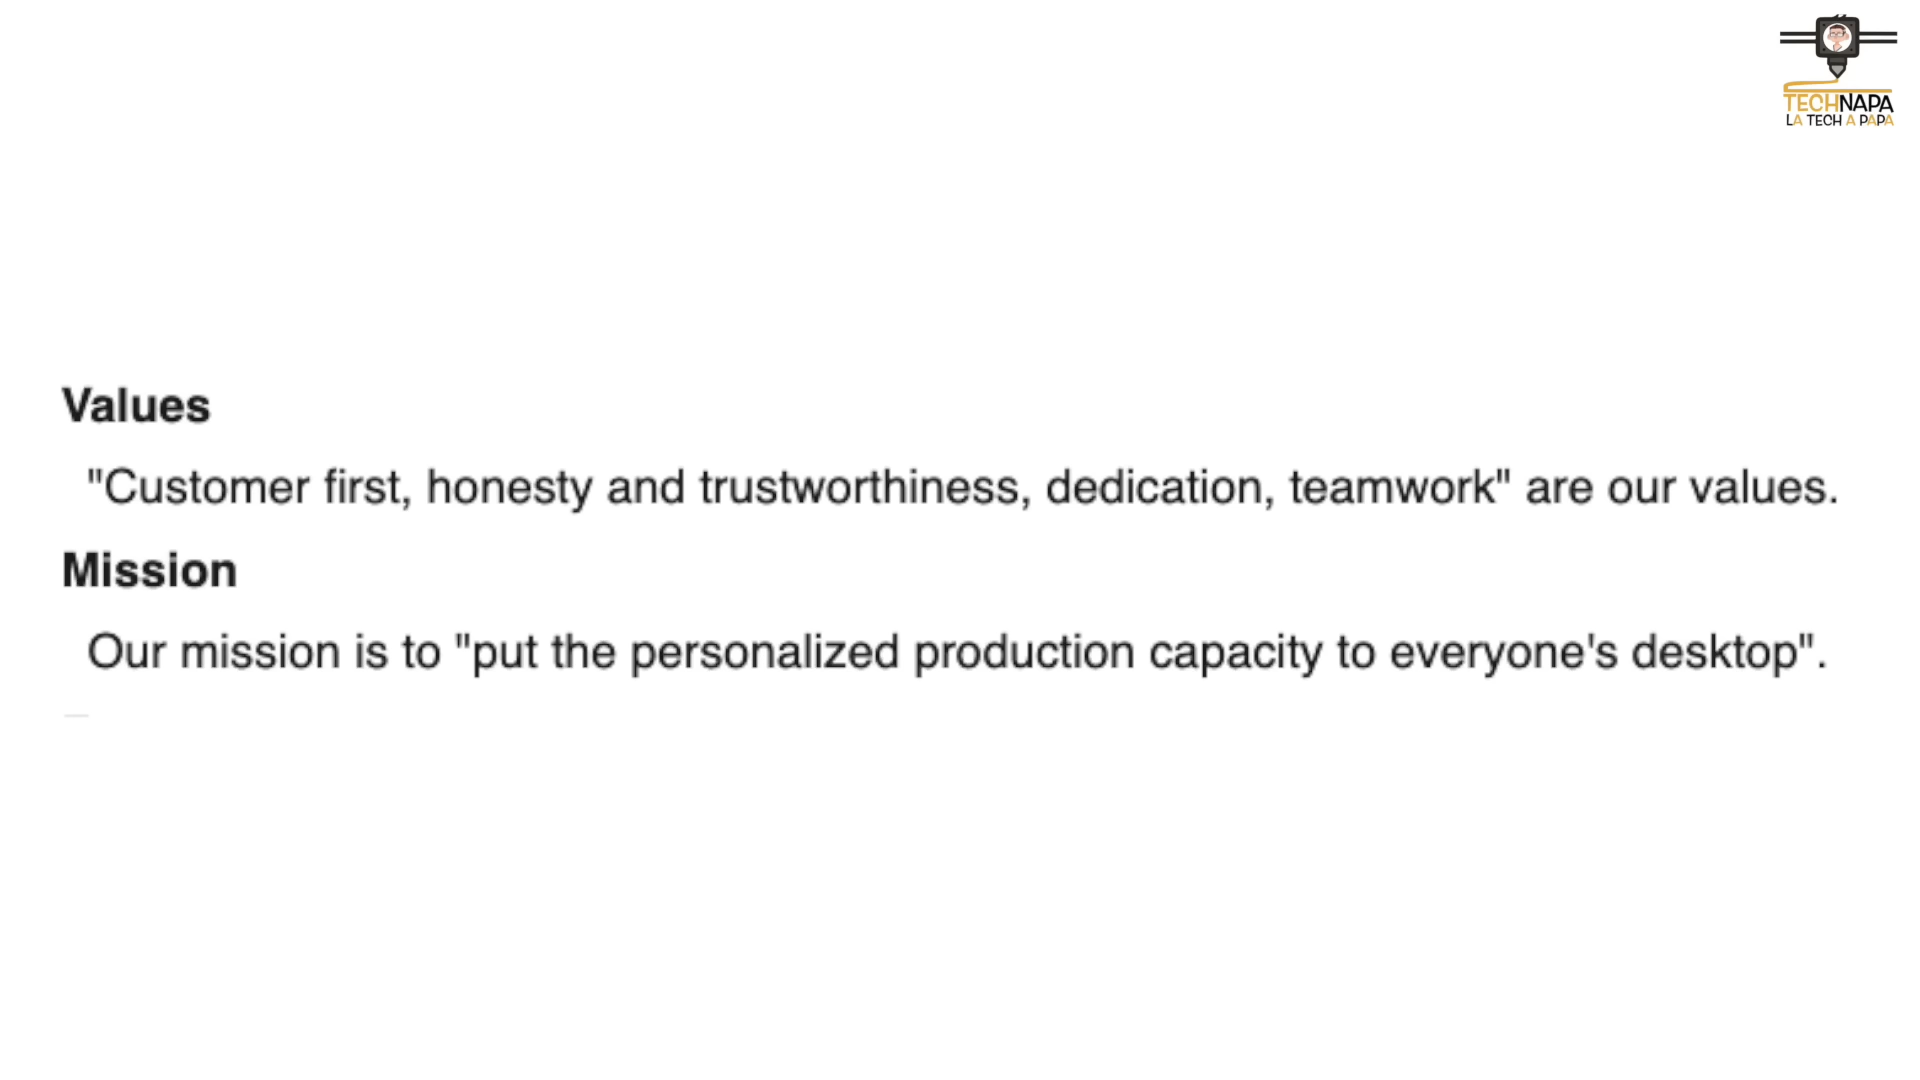 TECHNAPA
LA TECH A PAPA
Values
"Customer first, honesty and trustworthiness, dedication, teamwork" are our values.
Mission
Our mission is to "put the personalized production capacity to everyone's desktop".